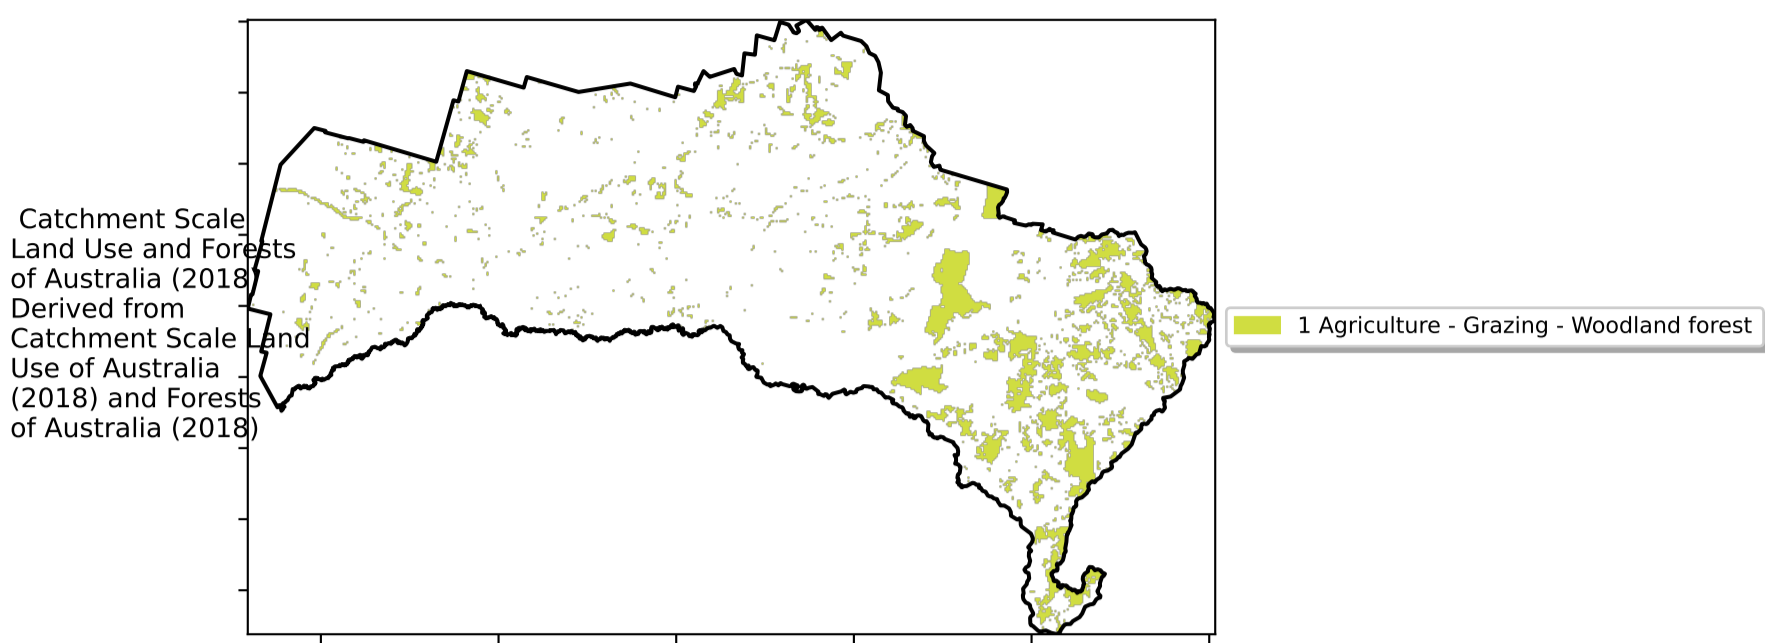 Catchment Scale
Land Use and Forests
of Australia (2018)
Derived from
Catchment Scale Land
Use of Australia
(2018) and Forests
of Australia (2018)
1 Agriculture - Grazing - Woodland forest